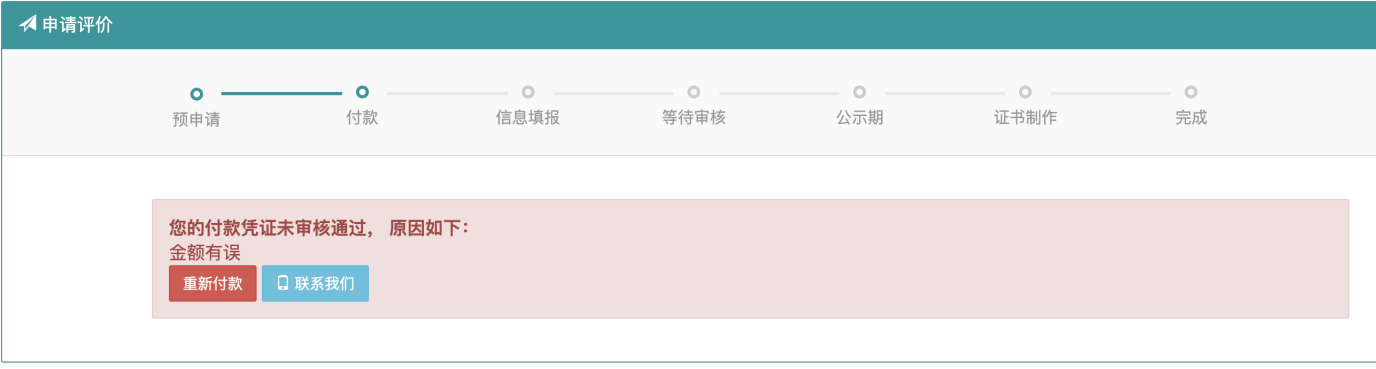 申请评价
预申请 付款 信息填报 等待审核 公示期 证书制作 完成
您的付款凭证未审核通过， 原因如下：
金额有误
重新付款 联系我们